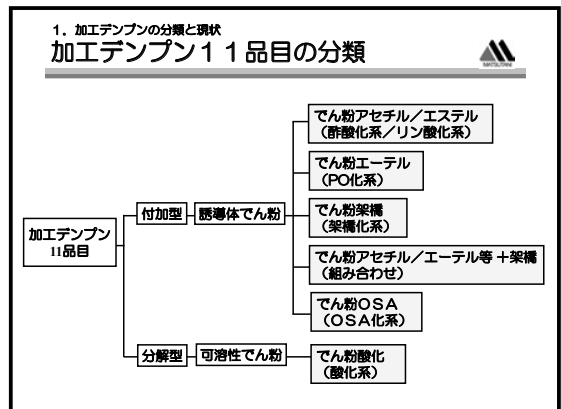 １．加工デンプンの分類と現状
加工デンプン１１品目の分類
MATSUTANI
でん粉アセチル／エステル
（酢酸化系／リン酸化系）
でん粉エーテル
（PO化系）
付加型
誘導体でん粉
でん粉架橋
（架橋化系）
加工デンプン
11品目
でん粉アセチル／エーテル等＋架橋
（組み合わせ）
でん粉ＯＳＡ
（ＯＳＡ化系）
分解型
可溶性でん粉
でん粉酸化
（酸化系）